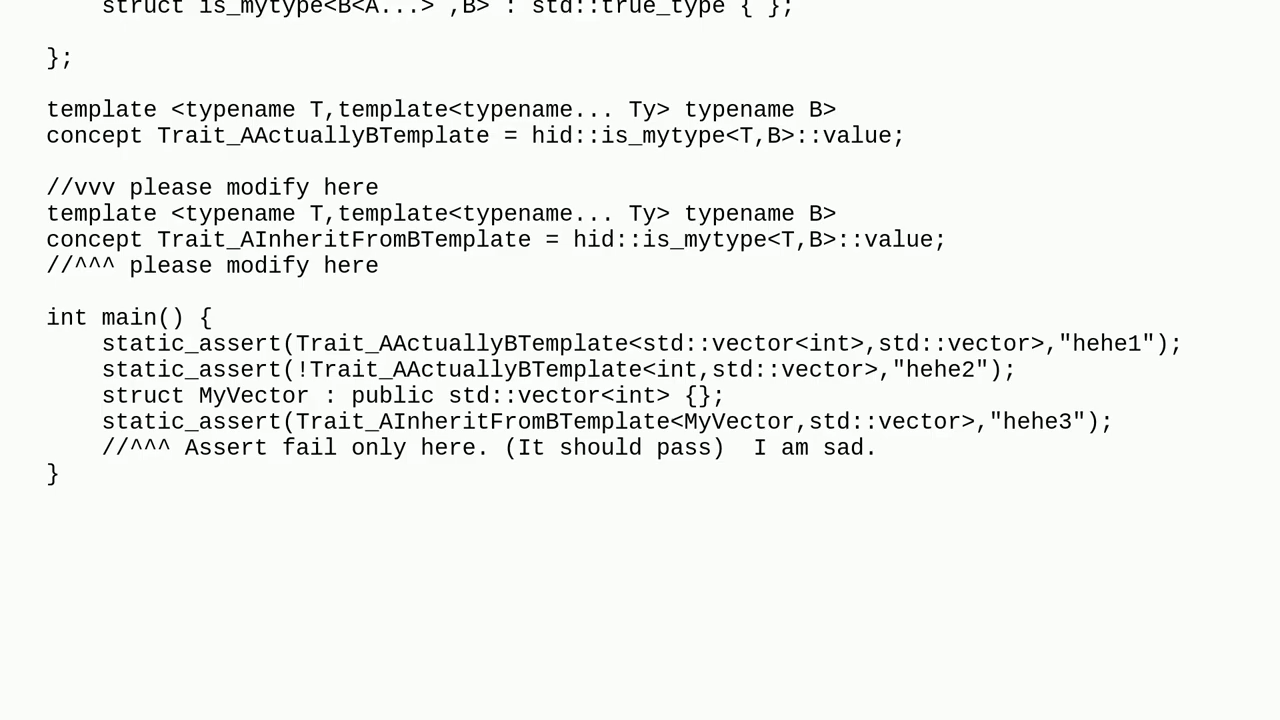 struct is_mytype<B<A...> ,B> : std::true_type { };
};
template <typename T,template<typename... Ty> typename B>
concept Trait_AActuallyBTemplate = hid::is_mytype<T,B>::value;
//vvv please modify here
template <typename T,template<typename... Ty> typename B>
concept Trait_AInheritFromBTemplate = hid::is_mytype<T,B>::value;
//^^^ please modify here
int main() {
static_assert(Trait_AActuallyBTemplate<std::vector<int>,std::vector>,"hehe1");
static_assert(!Trait_AActuallyBTemplate<int,std::vector>,"hehe2");
struct MyVector : public std::vector<int> {};
static_assert(Trait_AInheritFromBTemplate<MyVector,std::vector>,"hehe3");
//^^^ Assert fail only here. (It should pass)  I am sad.
}